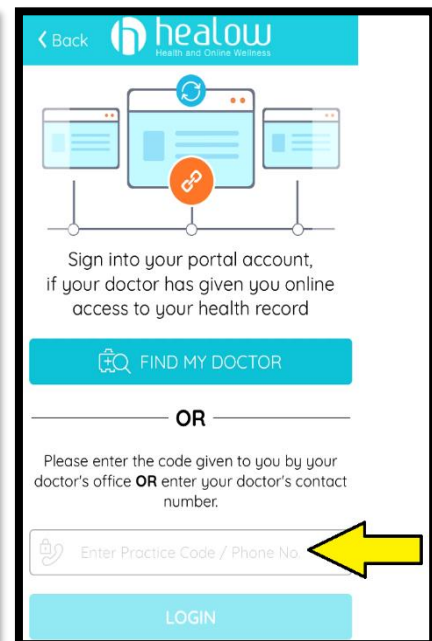 Back
healow
Health and Online Wellness
Sign into your portal account,
if your doctor has given you online
access to your health record
FIND MY DOCTOR
OR
Please enter the code given to you by your
doctor's office OR enter your doctor's contact
number.
Enter Practice Code / Phone No.
LOGIN